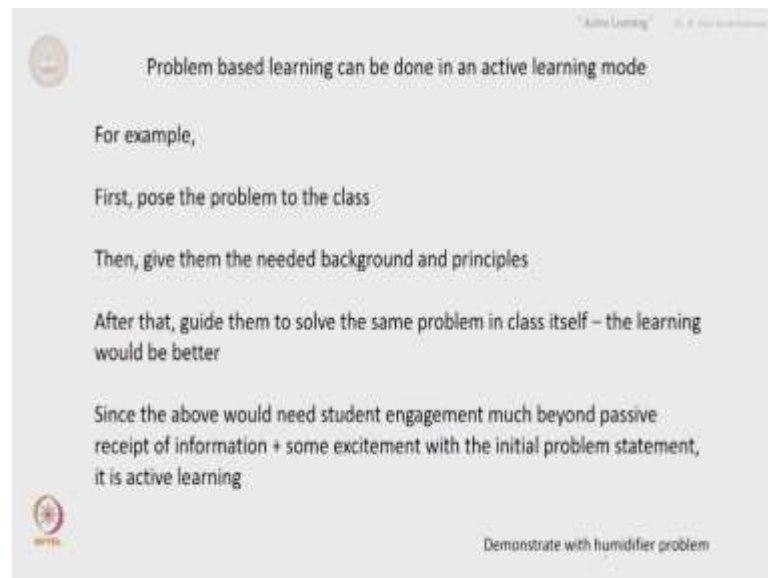 "Active Learning"
Problem based learning can be done in an active learning mode
For example,
First, pose the problem to the class
Then, give them the needed background and principles
After that, guide them to solve the same problem in class itself – the learning
would be better
Since the above would need student engagement much beyond passive
receipt of information + some excitement with the initial problem statement,
it is active learning
NPTEL
Demonstrate with humidifier problem